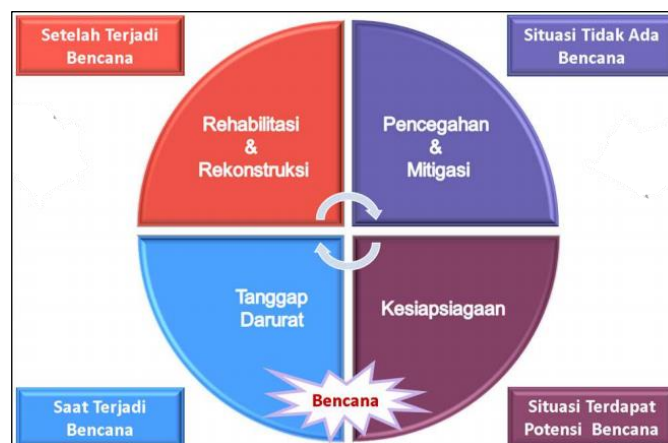 Setelah Terjadi
Bencana
Situasi Tidak Ada
Bencana
Rehabilitasi
&
Rekonstruksi
Pencegahan
&
Mitigasi
Tanggap
Darurat
Kesiapsiagaan
Bencana
Saat Terjadi
Bencana
Situasi Terdapat
Potensi Bencana